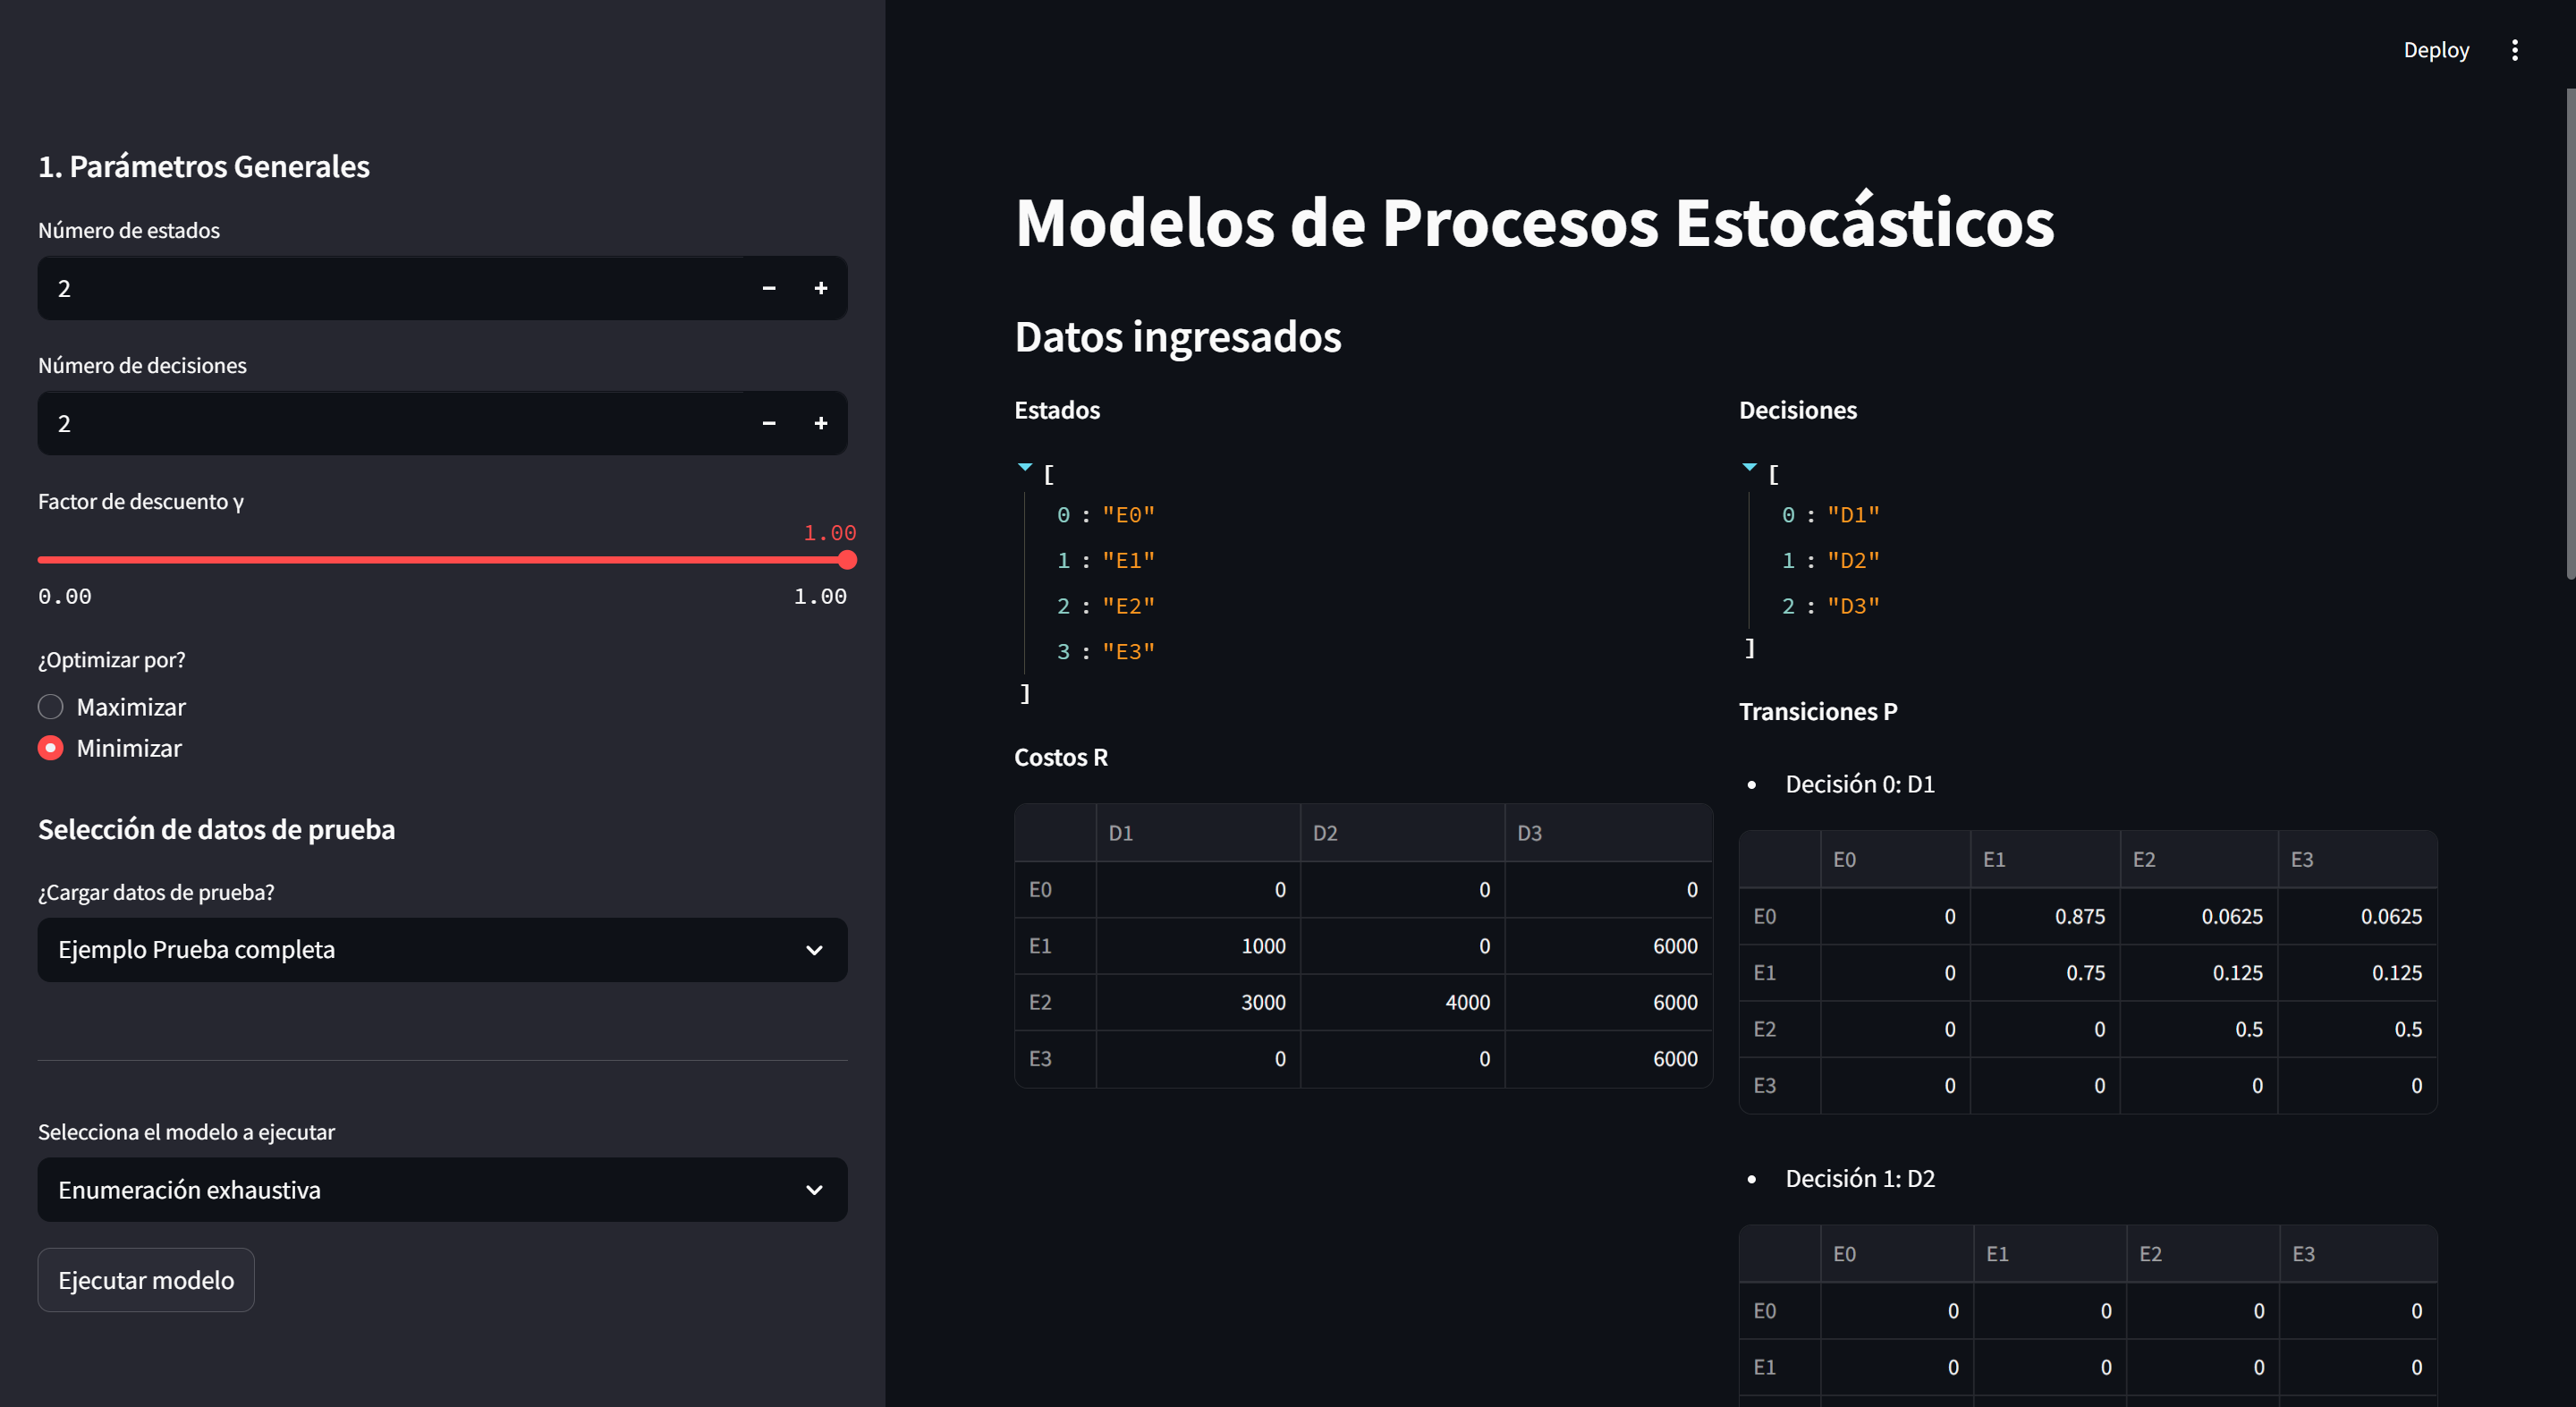 Deploy
1. Parámetros Generales
Número de estados
2
Número de decisiones
2
Factor de descuento γ
1.00
0.00 1.00
¿Optimizar por?
Maximizar
Minimizar
Selección de datos de prueba
¿Cargar datos de prueba?
Ejemplo Prueba completa
Selecciona el modelo a ejecutar
Enumeración exhaustiva
Ejecutar modelo
Modelos de Procesos Estocásticos
Datos ingresados
Estados
[
0 : "E0"
1 : "E1"
2 : "E2"
3 : "E3"
]
Costos R
D1 D2 D3
E0 0 0 0
E1 1000 0 6000
E2 3000 4000 6000
E3 0 0 6000
Decisiones
[
0 : "D1"
1 : "D2"
2 : "D3"
]
Transiciones P
• Decisión 0: D1
E0 E1 E2 E3
E0 0 0.875 0.0625 0.0625
E1 0 0.75 0.125 0.125
E2 0 0 0.5 0.5
E3 0 0 0 0
• Decisión 1: D2
E0 E1 E2 E3
E0 0 0 0 0
E1 0 0 0 0